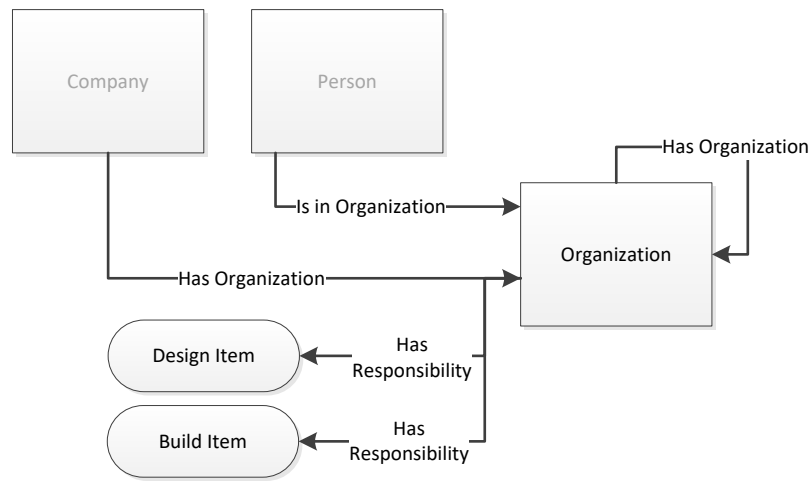 Company
Person
Has Organization
Is in Organization
Organization
Has Organization
Design Item
Has
Responsibility
Build Item
Has
Responsibility